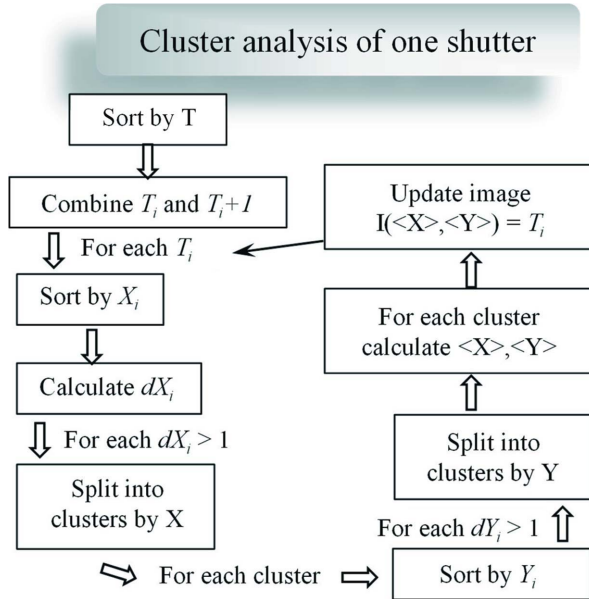 Cluster analysis of one shutter
Sort by T
Combine Tᵢ and Tᵢ+1
For each Tᵢ
Sort by Xᵢ
Calculate dXᵢ
For each dXᵢ > 1
Split into
clusters by X
For each cluster
Sort by Yᵢ
For each dYᵢ > 1
Split into
clusters by Y
For each cluster
calculate <X>,<Y>
Update image
I(<X>,<Y>) = Tᵢ